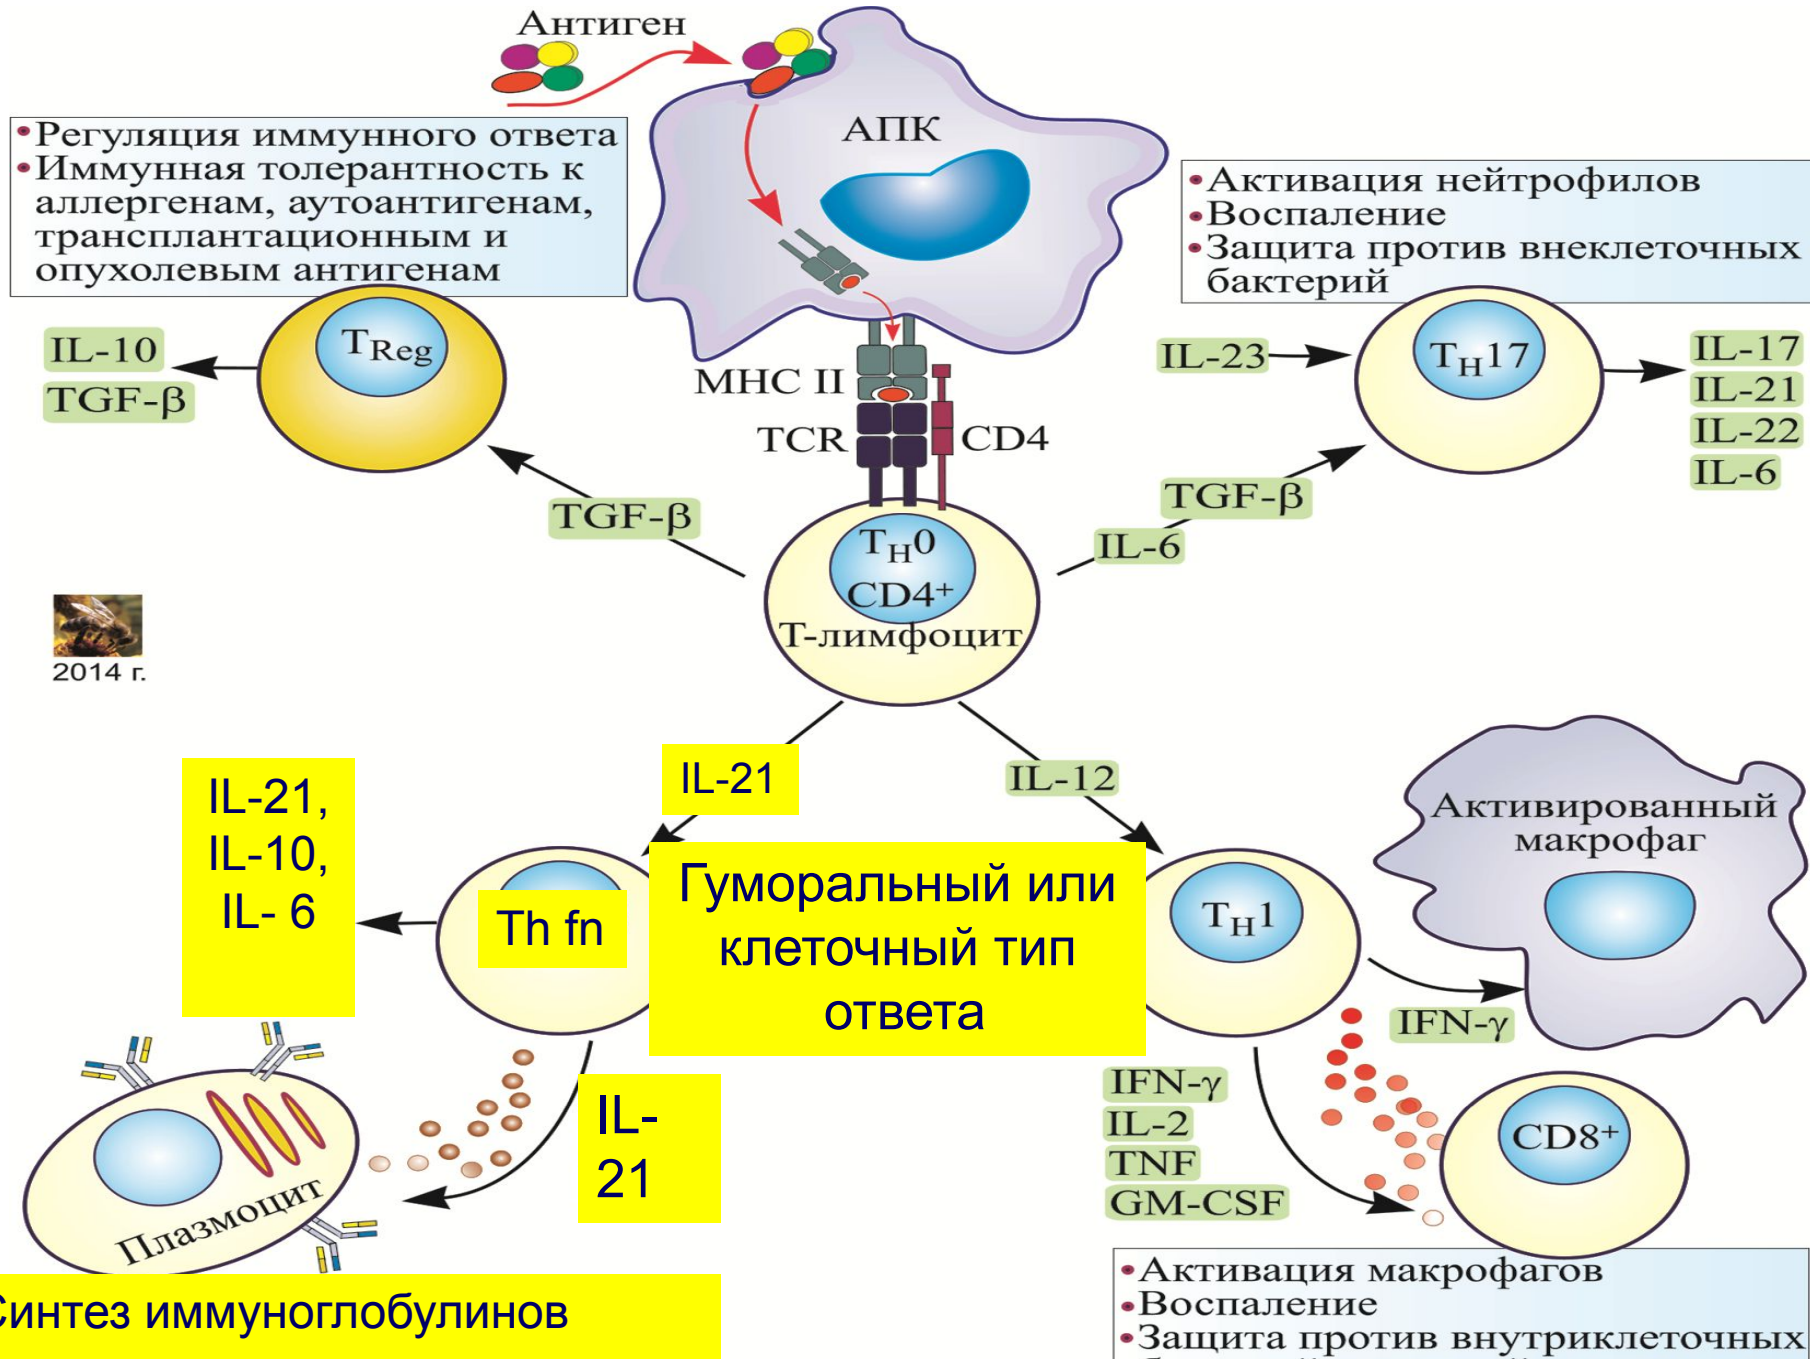 Антиген
АПК
•Регуляция иммунного ответа
•Иммунная толерантность к
аллергенам, аутоантигенам,
трансплантационным и
опухолевым антигенам
•Активация нейтрофилов
•Воспаление
•Защита против внеклеточных
бактерий
IL-10
TGF-β
TReg
MHC II
TCR
CD4
IL-23
TH17
IL-17
IL-21
IL-22
IL-6
TGF-β
TGF-β
IL-6
TH0
CD4+
Т-лимфоцит
2014 г.
IL-21
IL-12
IL-21,
IL-10,
IL- 6
Th fn
Гуморальный или
клеточный тип
ответа
TH1
Активированный
макрофаг
IFN-γ
IL-
21
IFN-γ
IL-2
TNF
GM-CSF
CD8+
Плазмоцит
Синтез иммуноглобулинов
•Активация макрофагов
•Воспаление
•Защита против внутриклеточных